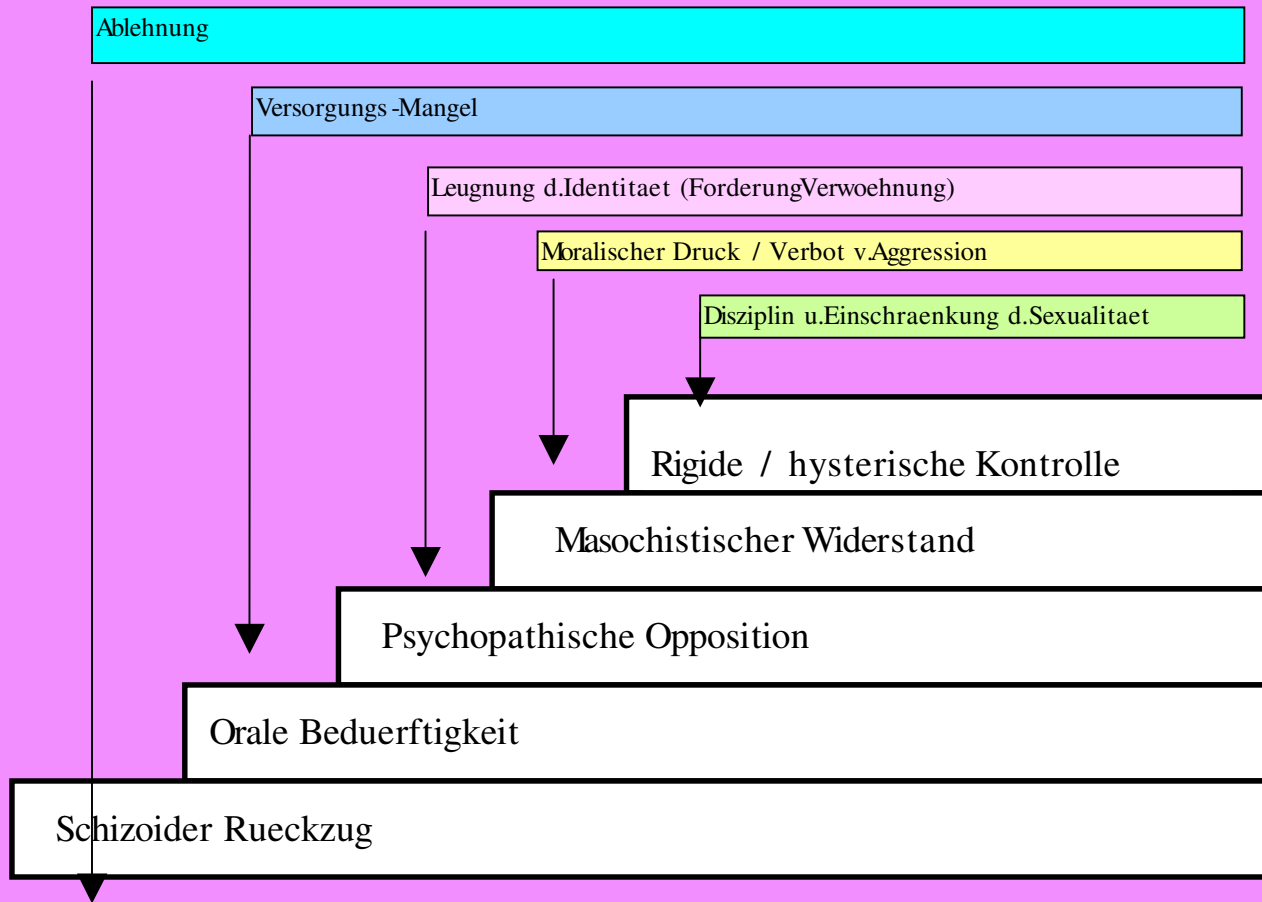 Ablehnung
Versorgungs-Mangel
Leugnung d.Identitaet (ForderungVerwoehnung)
Moralischer Druck / Verbot v.Aggression
Disziplin u.Einschraenkung d.Sexualitaet
Rigide / hysterische Kontrolle
Masochistischer Widerstand
Psychopathische Opposition
Orale Beduerftigkeit
Schizoider Rueckzug